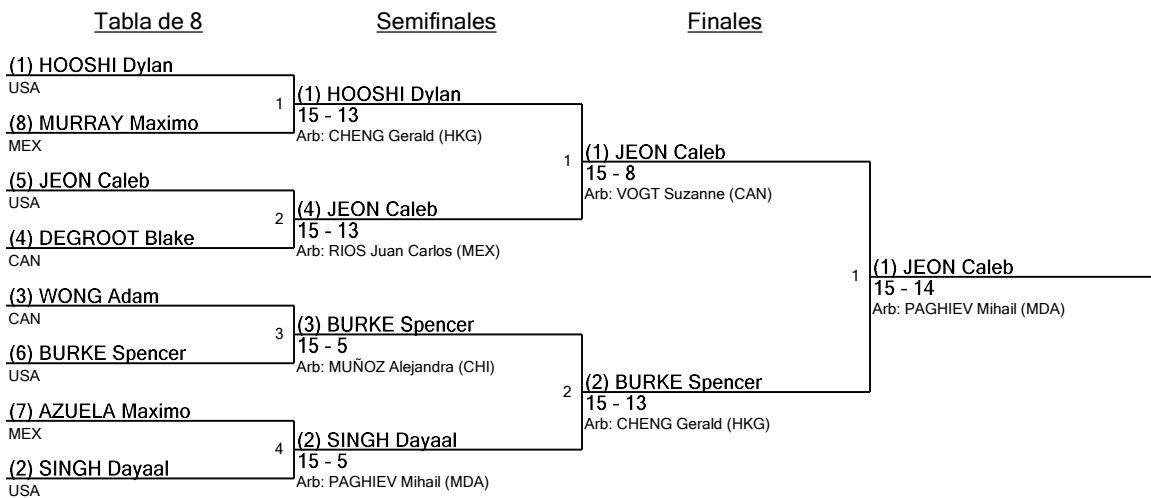 Tabla de 8
Semifinales
Finales
(1) HOOSHI Dylan
USA
1
(8) MURRAY Maximo
MEX
(5) JEON Caleb
USA
2
(4) DEGROOT Blake
CAN
(3) WONG Adam
CAN
3
(6) BURKE Spencer
USA
(7) AZUELA Maximo
MEX
4
(2) SINGH Dayaal
USA
(1) HOOSHI Dylan
15 - 13
Arb: CHENG Gerald (HKG)
1
(4) JEON Caleb
15 - 13
Arb: RIOS Juan Carlos (MEX)
(3) BURKE Spencer
15 - 5
Arb: MUÑOZ Alejandra (CHI)
2
(2) SINGH Dayaal
15 - 5
Arb: PAGHIEV Mihail (MDA)
(1) JEON Caleb
15 - 8
Arb: VOGT Suzanne (CAN)
1
(2) BURKE Spencer
15 - 13
Arb: CHENG Gerald (HKG)
(1) JEON Caleb
15 - 14
Arb: PAGHIEV Mihail (MDA)